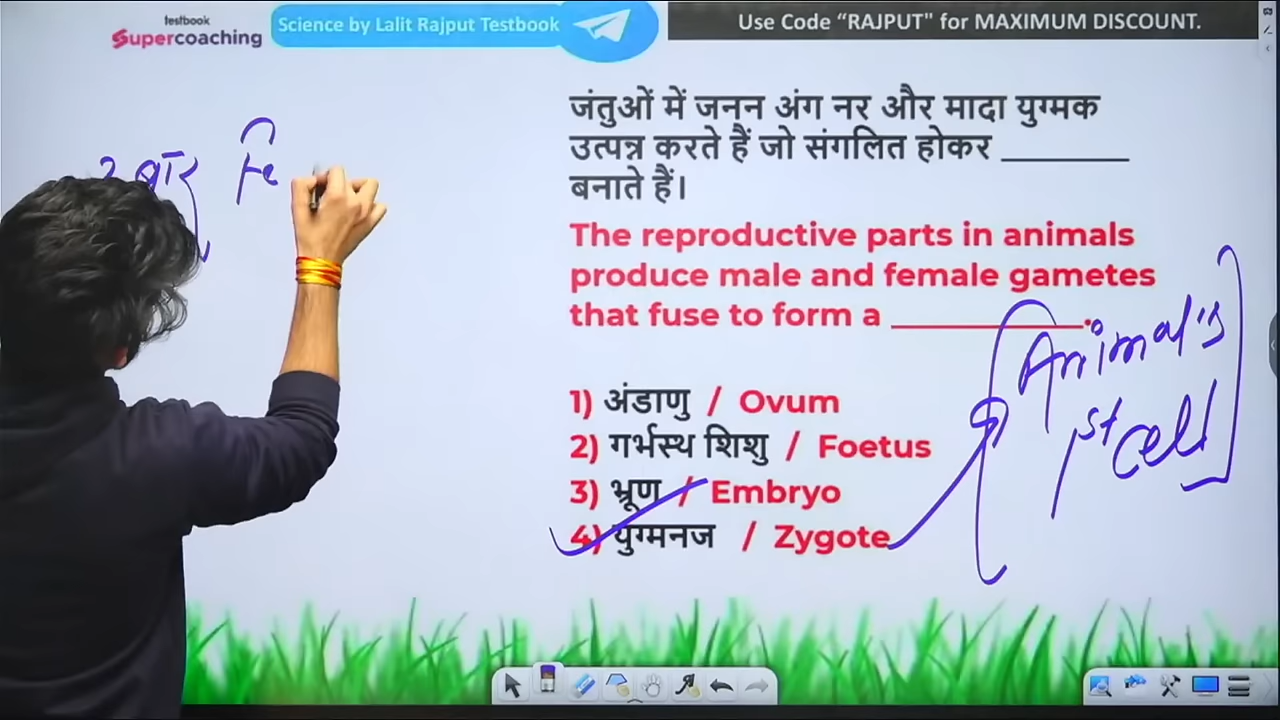 testbook
Supercoaching
Science by Lalit Rajput Testbook
Use Code “RAJPUT" for MAXIMUM DISCOUNT.
जंतुओं में जनन अंग नर और मादा युग्मक
उत्पन्न करते हैं जो संगलित होकर ________
बनाते हैं।
The reproductive parts in animals
produce male and female gametes
that fuse to form a ____________.
1) अंडाणु / Ovum
2) गर्भस्थ शिशु / Foetus
3) भ्रूण / Embryo
4) युग्मनज / Zygote
Animal's
1st cell
Fe